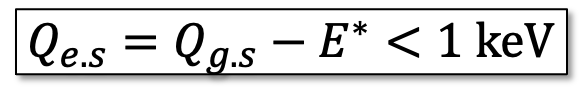 Q_{e.s} = Q_{g.s} − E* < 1 keV